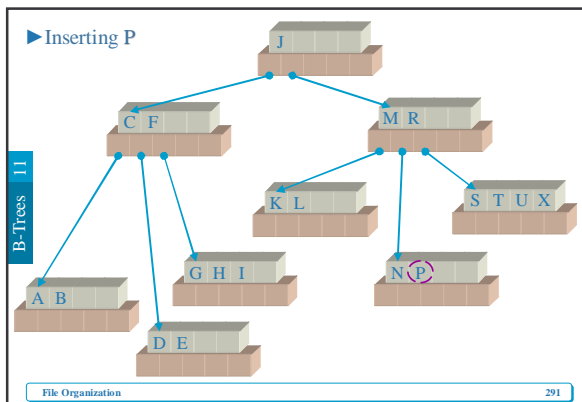 ►Inserting P
J
C F
M R
K L
S T U X
G H I
N P
A B
D E
B-Trees 11
File Organization 291